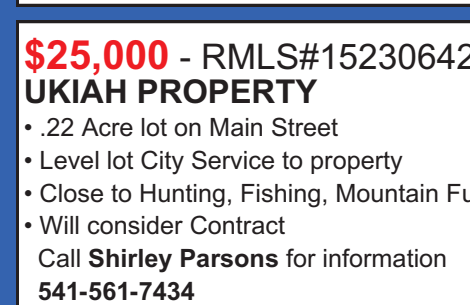 $25,000 - RMLS#15230642
UKIAH PROPERTY
• .22 Acre lot on Main Street
• Level lot City Service to property
• Close to Hunting, Fishing, Mountain Fu
• Will consider Contract
Call Shirley Parsons for information
541-561-7434